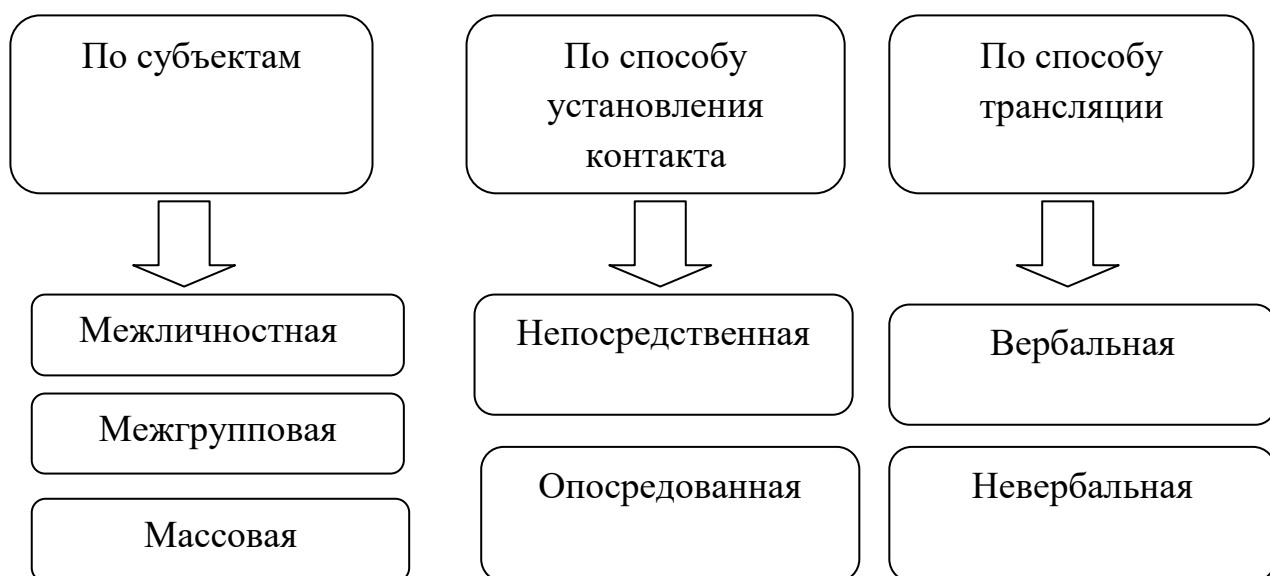 По субъектам
По способу
установления
контакта
По способу
трансляции
Межличностная
Межгрупповая
Массовая
Непосредственная
Опосредованная
Вербальная
Невербальная